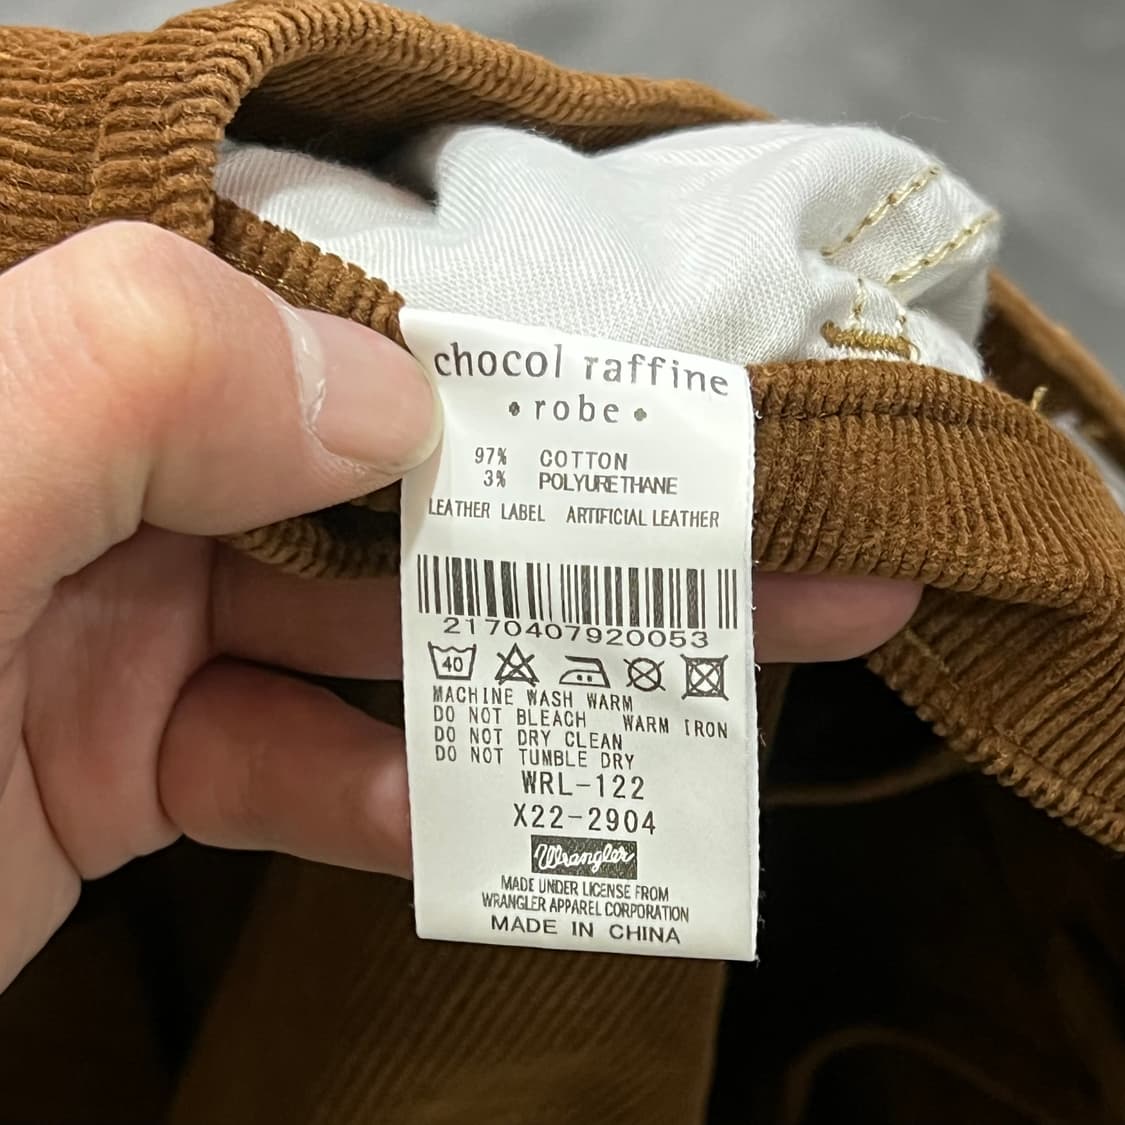 chocol raffine
• robe •
97% COTTON
3% POLYURETHANE
LEATHER LABEL ARTIFICIAL LEATHER
2170407920053
40
MACHINE WASH WARM
DO NOT BLEACH WARM IRON
DO NOT DRY CLEAN
DO NOT TUMBLE DRY
WRL-122
X22-2904
Wrangler
MADE UNDER LICENSE FROM
WRANGLER APPAREL CORPORATION
MADE IN CHINA